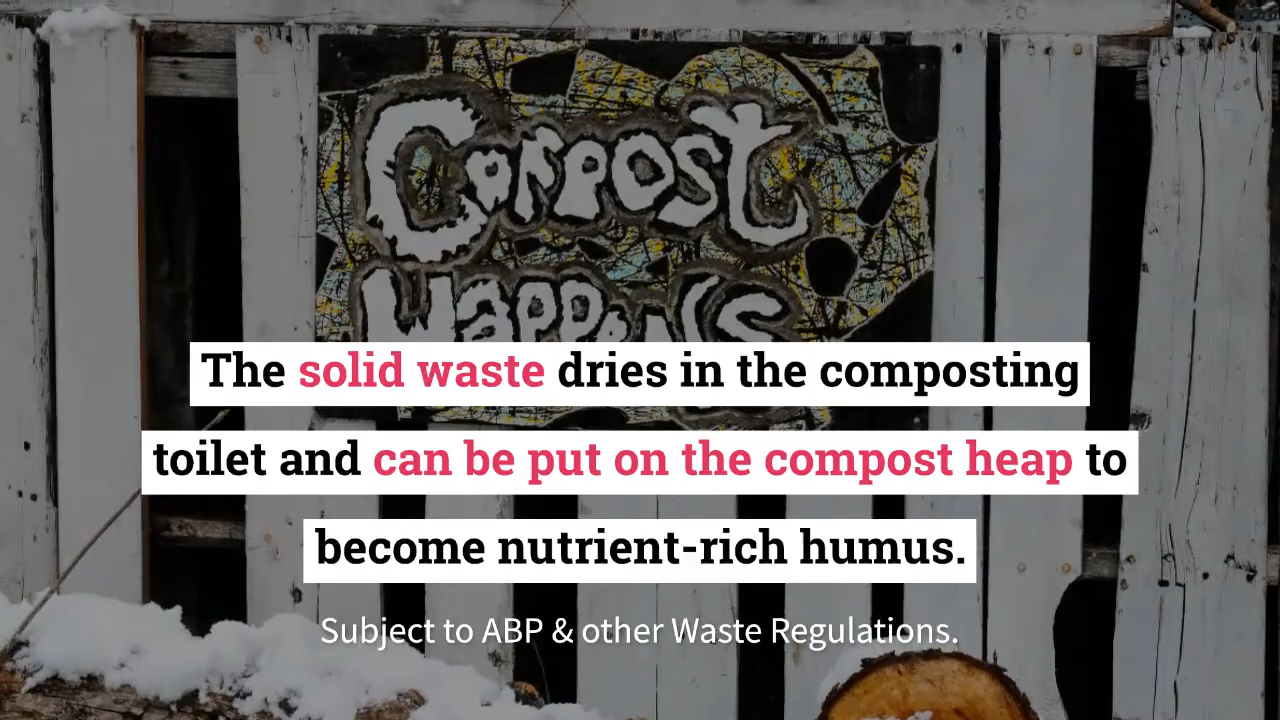 Compost
Happens
The solid waste dries in the composting
toilet and can be put on the compost heap to
become nutrient-rich humus.
Subject to ABP & other Waste Regulations.